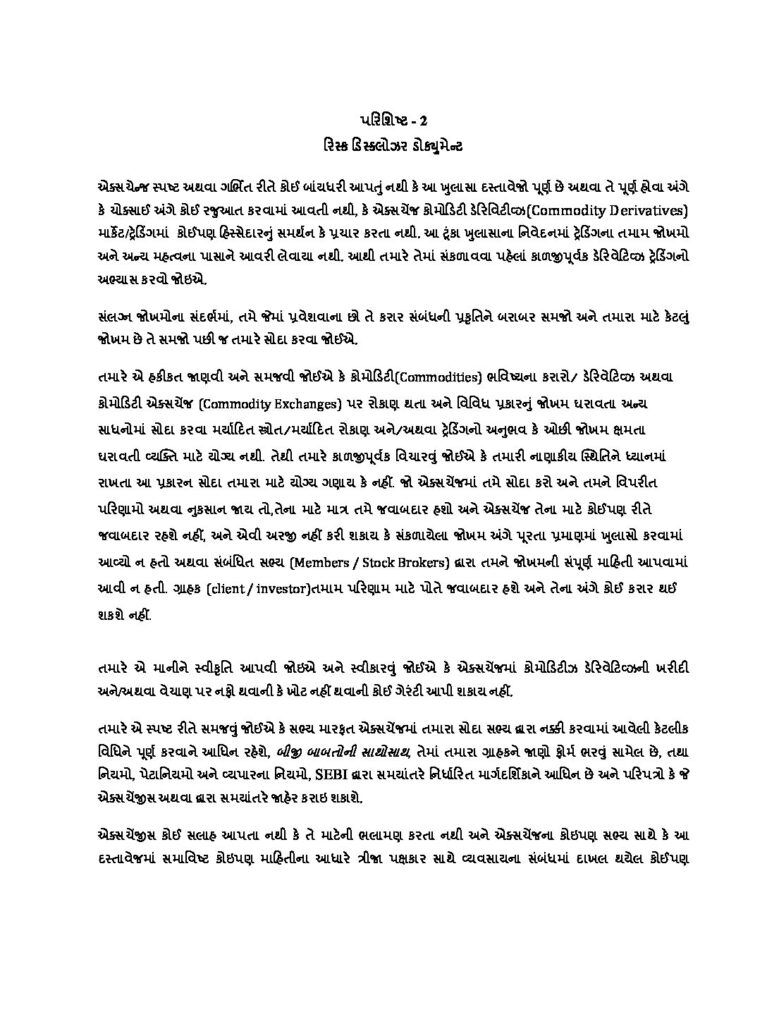 પરિશિષ્ટ - 2
રિસ્ક ડિસ્ક્લોઝર ડોક્યુમેન્ટ
એક્સચેન્જ સ્પષ્ટ અથવા ગર્ભિત રીતે કોઈ બાંયધરી આપતું નથી કે આ ખુલાસા દસ્તાવેજો પૂર્ણ છે અથવા તે પૂર્ણ હોવા અંગે
કે ચોક્સાઈ અંગે કોઈ રજુઆત કરવામાં આવતી નથી, કે એક્સચેંજ કોમોડિટી ડેરિવિટીવ્ઝ(Commodity Derivatives)
માર્કેટ/ટ્રેડિંગમાં કોઈપણ હિસ્સેદારનું સમર્થન કે પ્રચાર કરતા નથી. આ ટૂંકા ખુલાસાના નિવેદનમાં ટ્રેડિંગના તમામ જોખમો
અને અન્ય મહત્વના પાસાને આવરી લેવાયા નથી. આથી તમારે તેમાં સંકળાવવા પહેલાં કાળજીપૂર્વક ડેરિવેટિવ્ઝ ટ્રેડિંગનો
અભ્યાસ કરવો જોઇએ.
સંલગ્ન જોખમોના સંદર્ભમાં, તમે જેમાં પ્રવેશવાના છો તે કરાર સંબંધની પ્રકૃતિને બરાબર સમજો અને તમારા માટે કેટલું
જોખમ છે તે સમજો પછી જ તમારે સોદા કરવા જોઈએ.
તમારે એ હકીકત જાણવી અને સમજવી જોઈએ કે કોમોડિટી(Commodities) ભવિષ્યના કરારો/ ડેરિવેટિવ્ઝ અથવા
કોમોડિટી એક્સચેંજ (Commodity Exchanges) પર રોકાણ થતા અને વિવિધ પ્રકારનું જોખમ ધરાવતા અન્ય
સાધનોમાં સોદા કરવા મર્યાદિત સ્ત્રોત/મર્યાદિત રોકાણ અને/અથવા ટ્રેડિંગનો અનુભવ કે ઓછી જોખમ ક્ષમતા
ધરાવતી વ્યક્તિ માટે યોગ્ય નથી. તેથી તમારે કાળજીપૂર્વક વિચારવું જોઈએ કે તમારી નાણાકીય સ્થિતિને ધ્યાનમાં
રાખતા આ પ્રકારન સોદા તમારા માટે યોગ્ય ગણાય કે નહીં. જો એક્સચેંજમાં તમે સોદા કરો અને તમને વિપરીત
પરિણામો અથવા નુકસાન જાય તો,તેના માટે માત્ર તમે જવાબદાર હશો અને એક્સચેંજ તેના માટે કોઈપણ રીતે
જવાબદાર રહશે નહીં, અને એવી અરજી નહીં કરી શકાય કે સંકળાયેલા જોખમ અંગે પૂરતા પ્રમાણમાં ખુલાસો કરવામાં
આવ્યો ન હતો અથવા સંબંધિત સભ્ય (Members / Stock Brokers) દ્વારા તમને જોખમની સંપૂર્ણ માહિતી આપવામાં
આવી ન હતી. ગ્રાહક (client / investor)તમામ પરિણામ માટે પોતે જવાબદાર હશે અને તેના અંગે કોઈ કરાર થઈ
શકશે નહીં.
તમારે એ માનીને સ્વીકૃતિ આપવી જોઇએ અને સ્વીકારવું જોઈએ કે એક્સચેંજમાં કોમોડિટીઝ ડેરિવેટિવ્ઝની ખરીદી
અને/અથવા વેચાણ પર નફો થવાની કે ખોટ નહીં થવાની કોઈ ગેરંટી આપી શકાય નહીં.
તમારે એ સ્પષ્ટ રીતે સમજવું જોઈએ કે સભ્ય મારફત એક્સચેંજમાં તમારા સોદા સભ્ય દ્વારા નક્કી કરવામાં આવેલી કેટલીક
વિધિને પૂર્ણ કરવાને આધિન રહેશે, બીજી બાબતોની સાથોસાથ, તેમાં તમારા ગ્રાહકને જાણો ફોર્મ ભરવું સામેલ છે, તથા
નિયમો, પેટાનિયમો અને વ્યાપારના નિયમો, SEBI દ્વારા સમયાંતરે નિર્ધારિત માર્ગદર્શિકાને આધિન છે અને પરિપત્રો કે જે
એક્સચેંજીસ અથવા દ્વારા સમયાંતરે જાહેર કરાઇ શકાશે.
એક્સચેંજીસ કોઈ સલાહ આપતા નથી કે તે માટેની ભલામણ કરતા નથી અને એક્સચેંજના કોઇપણ સભ્ય સાથે કે આ
દસ્તાવેજમાં સમાવિષ્ટ કોઇપણ માહિતીના આધારે ત્રીજા પક્ષકાર સાથે વ્યવસાયના સંબંધમાં દાખલ થયેલ કોઈપણ